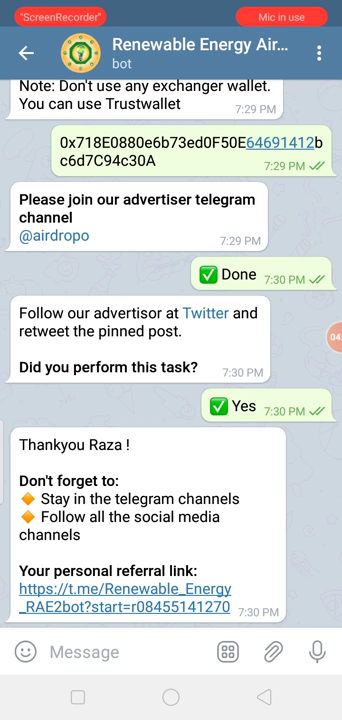 "ScreenRecorder"
Mic in use
Renewable Energy Air...
bot
Note: Don't use any exchanger wallet.
You can use Trustwallet
7:29 PM
0x718E0880e6b73ed0F50E64691412b
c6d7C94c30A
7:29 PM
Please join our advertiser telegram
channel
@airdropo
7:29 PM
✅ Done 7:30 PM
Follow our advertisor at Twitter and
retweet the pinned post.
Did you perform this task?
7:30 PM
✅ Yes 7:30 PM
04
Thankyou Raza !
Don't forget to:
🔸 Stay in the telegram channels
🔸 Follow all the social media
channels
Your personal referral link:
https://t.me/Renewable_Energy
_RAE2bot?start=r08455141270 7:30 PM
Message